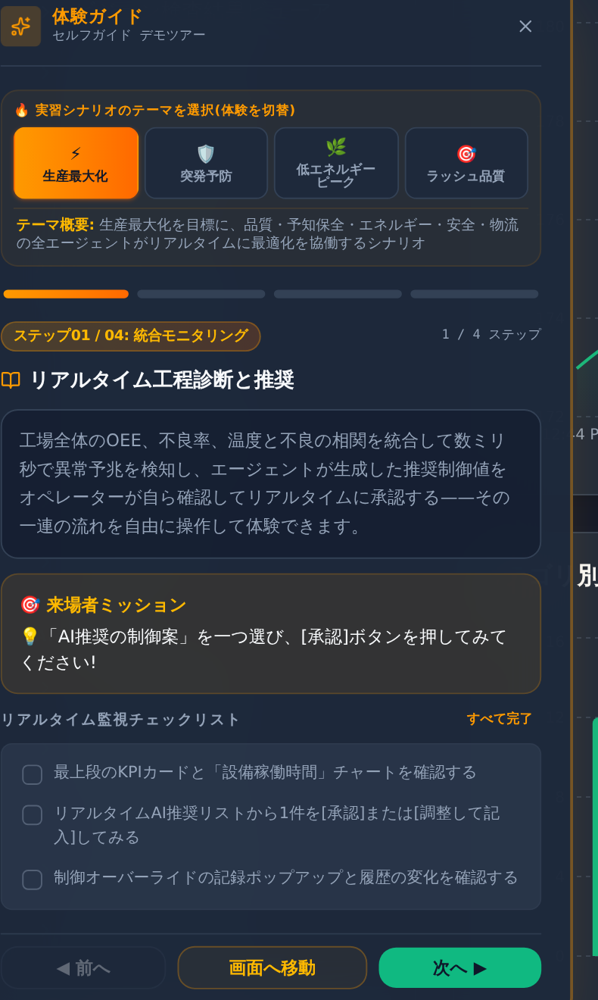 体験ガイド
セルフガイド デモツアー
🔥 実習シナリオのテーマを選択(体験を切替)
⚡
生産最大化
🛡️
突発予防
🌿
低エネルギー
ピーク
🎯
ラッシュ品質
テーマ概要: 生産最大化を目標に、品質・予知保全・エネルギー・安全・物流
の全エージェントがリアルタイムに最適化を協働するシナリオ
ステップ01 / 04: 統合モニタリング
1 / 4 ステップ
リアルタイム工程診断と推奨
工場全体のOEE、不良率、温度と不良の相関を統合して数ミリ
秒で異常予兆を検知し、エージェントが生成した推奨制御値を
オペレーターが自ら確認してリアルタイムに承認する——その
一連の流れを自由に操作して体験できます。
🎯 来場者ミッション
💡「AI推奨の制御案」を一つ選び、[承認]ボタンを押してみて
ください!
リアルタイム監視チェックリスト
すべて完了
最上段のKPIカードと「設備稼働時間」チャートを確認する
リアルタイムAI推奨リストから1件を[承認]または[調整して記
入]してみる
制御オーバーライドの記録ポップアップと履歴の変化を確認する
◀ 前へ
画面へ移動
次へ ▶
4 P
別